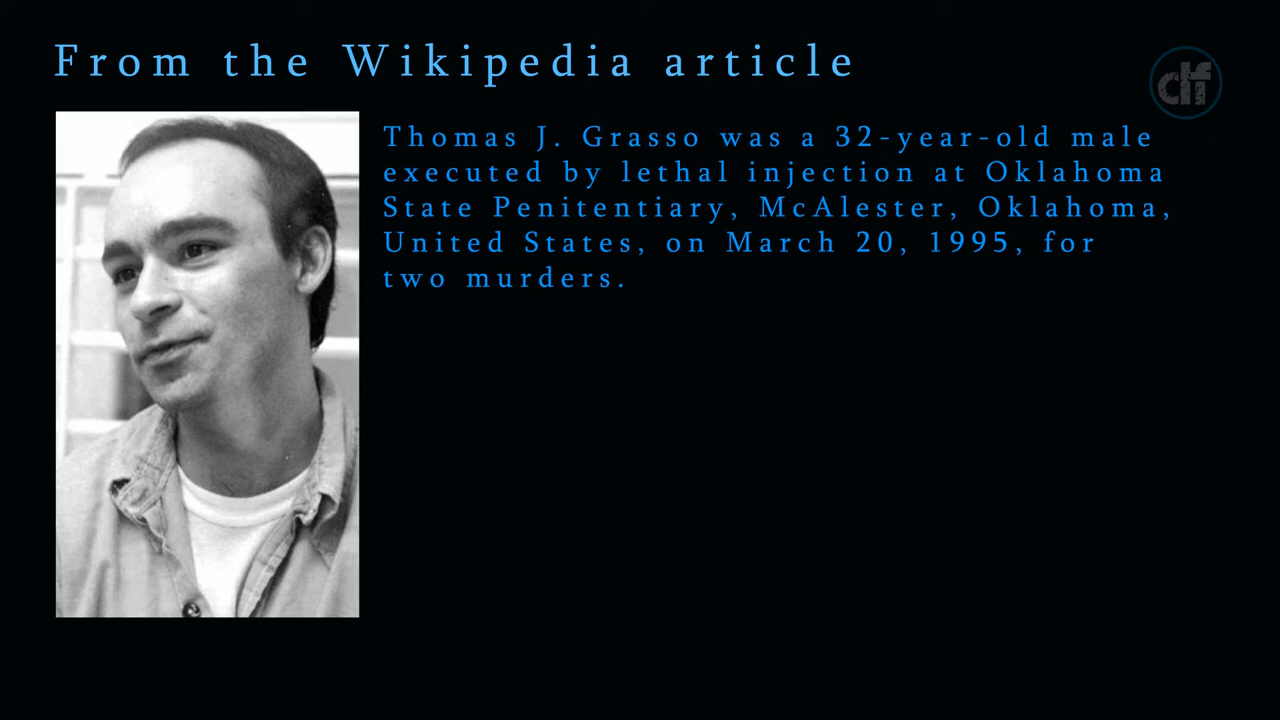 From the Wikipedia article
clf
Thomas J. Grasso was a 32-year-old male
executed by lethal injection at Oklahoma
State Penitentiary, McAlester, Oklahoma,
United States, on March 20, 1995, for
two murders.